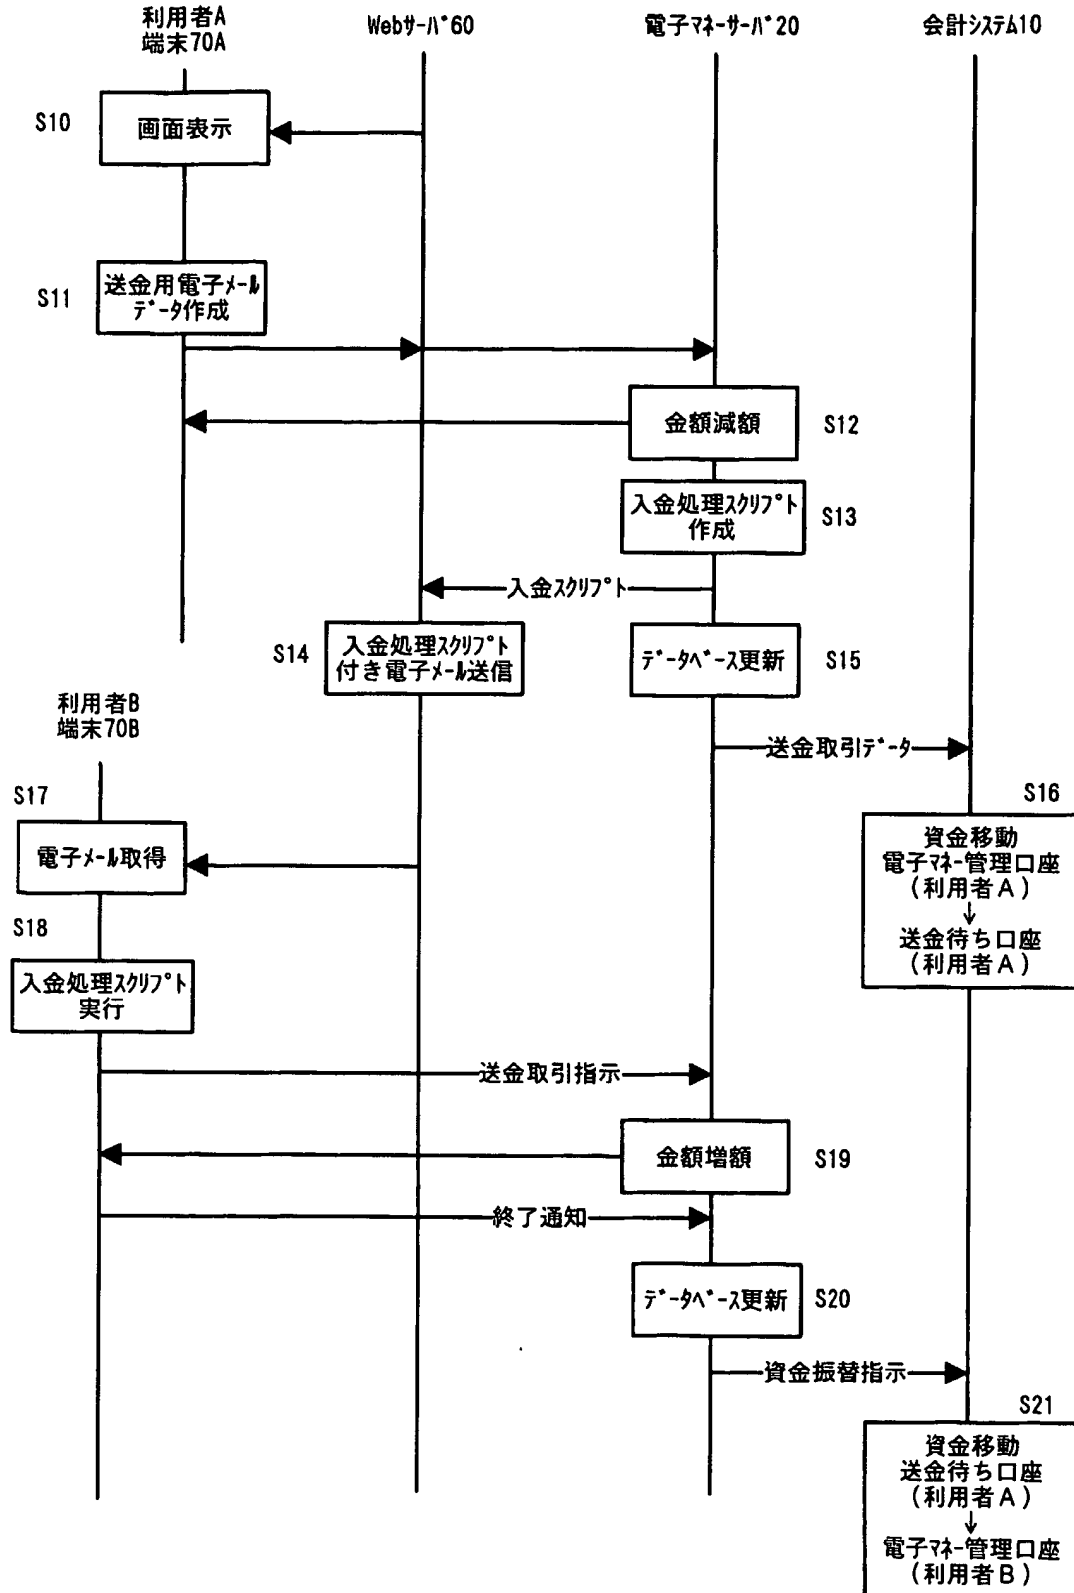 利用者A
端末70A
Webサーバ60
電子マネーサーバ20
会計システム10
S10
画面表示
S11
送金用電子メール
データ作成
金額減額
S12
入金処理スクリプト
作成
S13
入金スクリプト
S14
入金処理スクリプト
付き電子メール送信
データベース更新
S15
利用者B
端末70B
送金取引データ
S16
資金移動
電子マネー管理口座
(利用者A)
↓
送金待ち口座
(利用者A)
S17
電子メール取得
S18
入金処理スクリプト
実行
送金取引指示
金額増額
S19
終了通知
データベース更新
S20
資金振替指示
S21
資金移動
送金待ち口座
(利用者A)
↓
電子マネー管理口座
(利用者B)